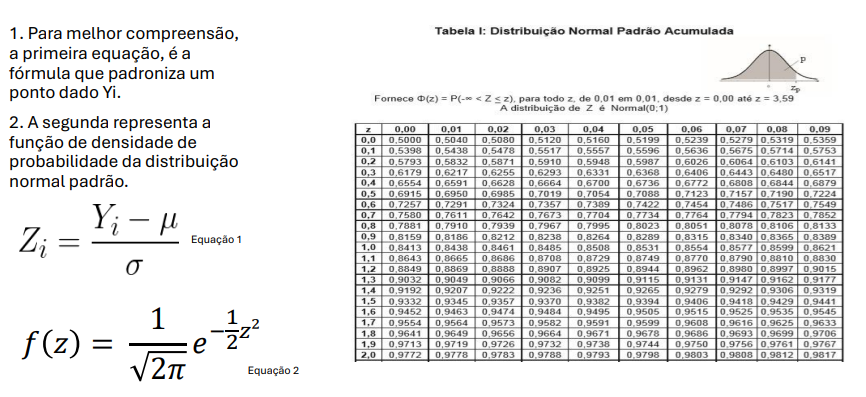 1. Para melhor compreensão,
a primeira equação, é a
fórmula que padroniza um
ponto dado Yi.
2. A segunda representa a
função de densidade de
probabilidade da distribuição
normal padrão.
Z_i = (Y_i − μ) / σ
Equação 1
f(z) = 1/√2π e^(−1/2 z²)
Equação 2
Tabela I: Distribuição Normal Padrão Acumulada
P
Zp
Fornece Φ(z) = P(-∞ < Z ≤ z), para todo z, de 0,01 em 0,01, desde z = 0,00 até z = 3,59
A distribuição de Z é Normal(0;1)
z 0,00 0,01 0,02 0,03 0,04 0,05 0,06 0,07 0,08 0,09
0,0 0,5000 0,5040 0,5080 0,5120 0,5160 0,5199 0,5239 0,5279 0,5319 0,5359
0,1 0,5398 0,5438 0,5478 0,5517 0,5557 0,5596 0,5636 0,5675 0,5714 0,5753
0,2 0,5793 0,5832 0,5871 0,5910 0,5948 0,5987 0,6026 0,6064 0,6103 0,6141
0,3 0,6179 0,6217 0,6255 0,6293 0,6331 0,6368 0,6406 0,6443 0,6480 0,6517
0,4 0,6554 0,6591 0,6628 0,6664 0,6700 0,6736 0,6772 0,6808 0,6844 0,6879
0,5 0,6915 0,6950 0,6985 0,7019 0,7054 0,7088 0,7123 0,7157 0,7190 0,7224
0,6 0,7257 0,7291 0,7324 0,7357 0,7389 0,7422 0,7454 0,7486 0,7517 0,7549
0,7 0,7580 0,7611 0,7642 0,7673 0,7704 0,7734 0,7764 0,7794 0,7823 0,7852
0,8 0,7881 0,7910 0,7939 0,7967 0,7995 0,8023 0,8051 0,8078 0,8106 0,8133
0,9 0,8159 0,8186 0,8212 0,8238 0,8264 0,8289 0,8315 0,8340 0,8365 0,8389
1,0 0,8413 0,8438 0,8461 0,8485 0,8508 0,8531 0,8554 0,8577 0,8599 0,8621
1,1 0,8643 0,8665 0,8686 0,8708 0,8729 0,8749 0,8770 0,8790 0,8810 0,8830
1,2 0,8849 0,8869 0,8888 0,8907 0,8925 0,8944 0,8962 0,8980 0,8997 0,9015
1,3 0,9032 0,9049 0,9066 0,9082 0,9099 0,9115 0,9131 0,9147 0,9162 0,9177
1,4 0,9192 0,9207 0,9222 0,9236 0,9251 0,9265 0,9279 0,9292 0,9306 0,9319
1,5 0,9332 0,9345 0,9357 0,9370 0,9382 0,9394 0,9406 0,9418 0,9429 0,9441
1,6 0,9452 0,9463 0,9474 0,9484 0,9495 0,9505 0,9515 0,9525 0,9535 0,9545
1,7 0,9554 0,9564 0,9573 0,9582 0,9591 0,9599 0,9608 0,9616 0,9625 0,9633
1,8 0,9641 0,9649 0,9656 0,9664 0,9671 0,9678 0,9686 0,9693 0,9699 0,9706
1,9 0,9713 0,9719 0,9726 0,9732 0,9738 0,9744 0,9750 0,9756 0,9761 0,9767
2,0 0,9772 0,9778 0,9783 0,9788 0,9793 0,9798 0,9803 0,9808 0,9812 0,9817